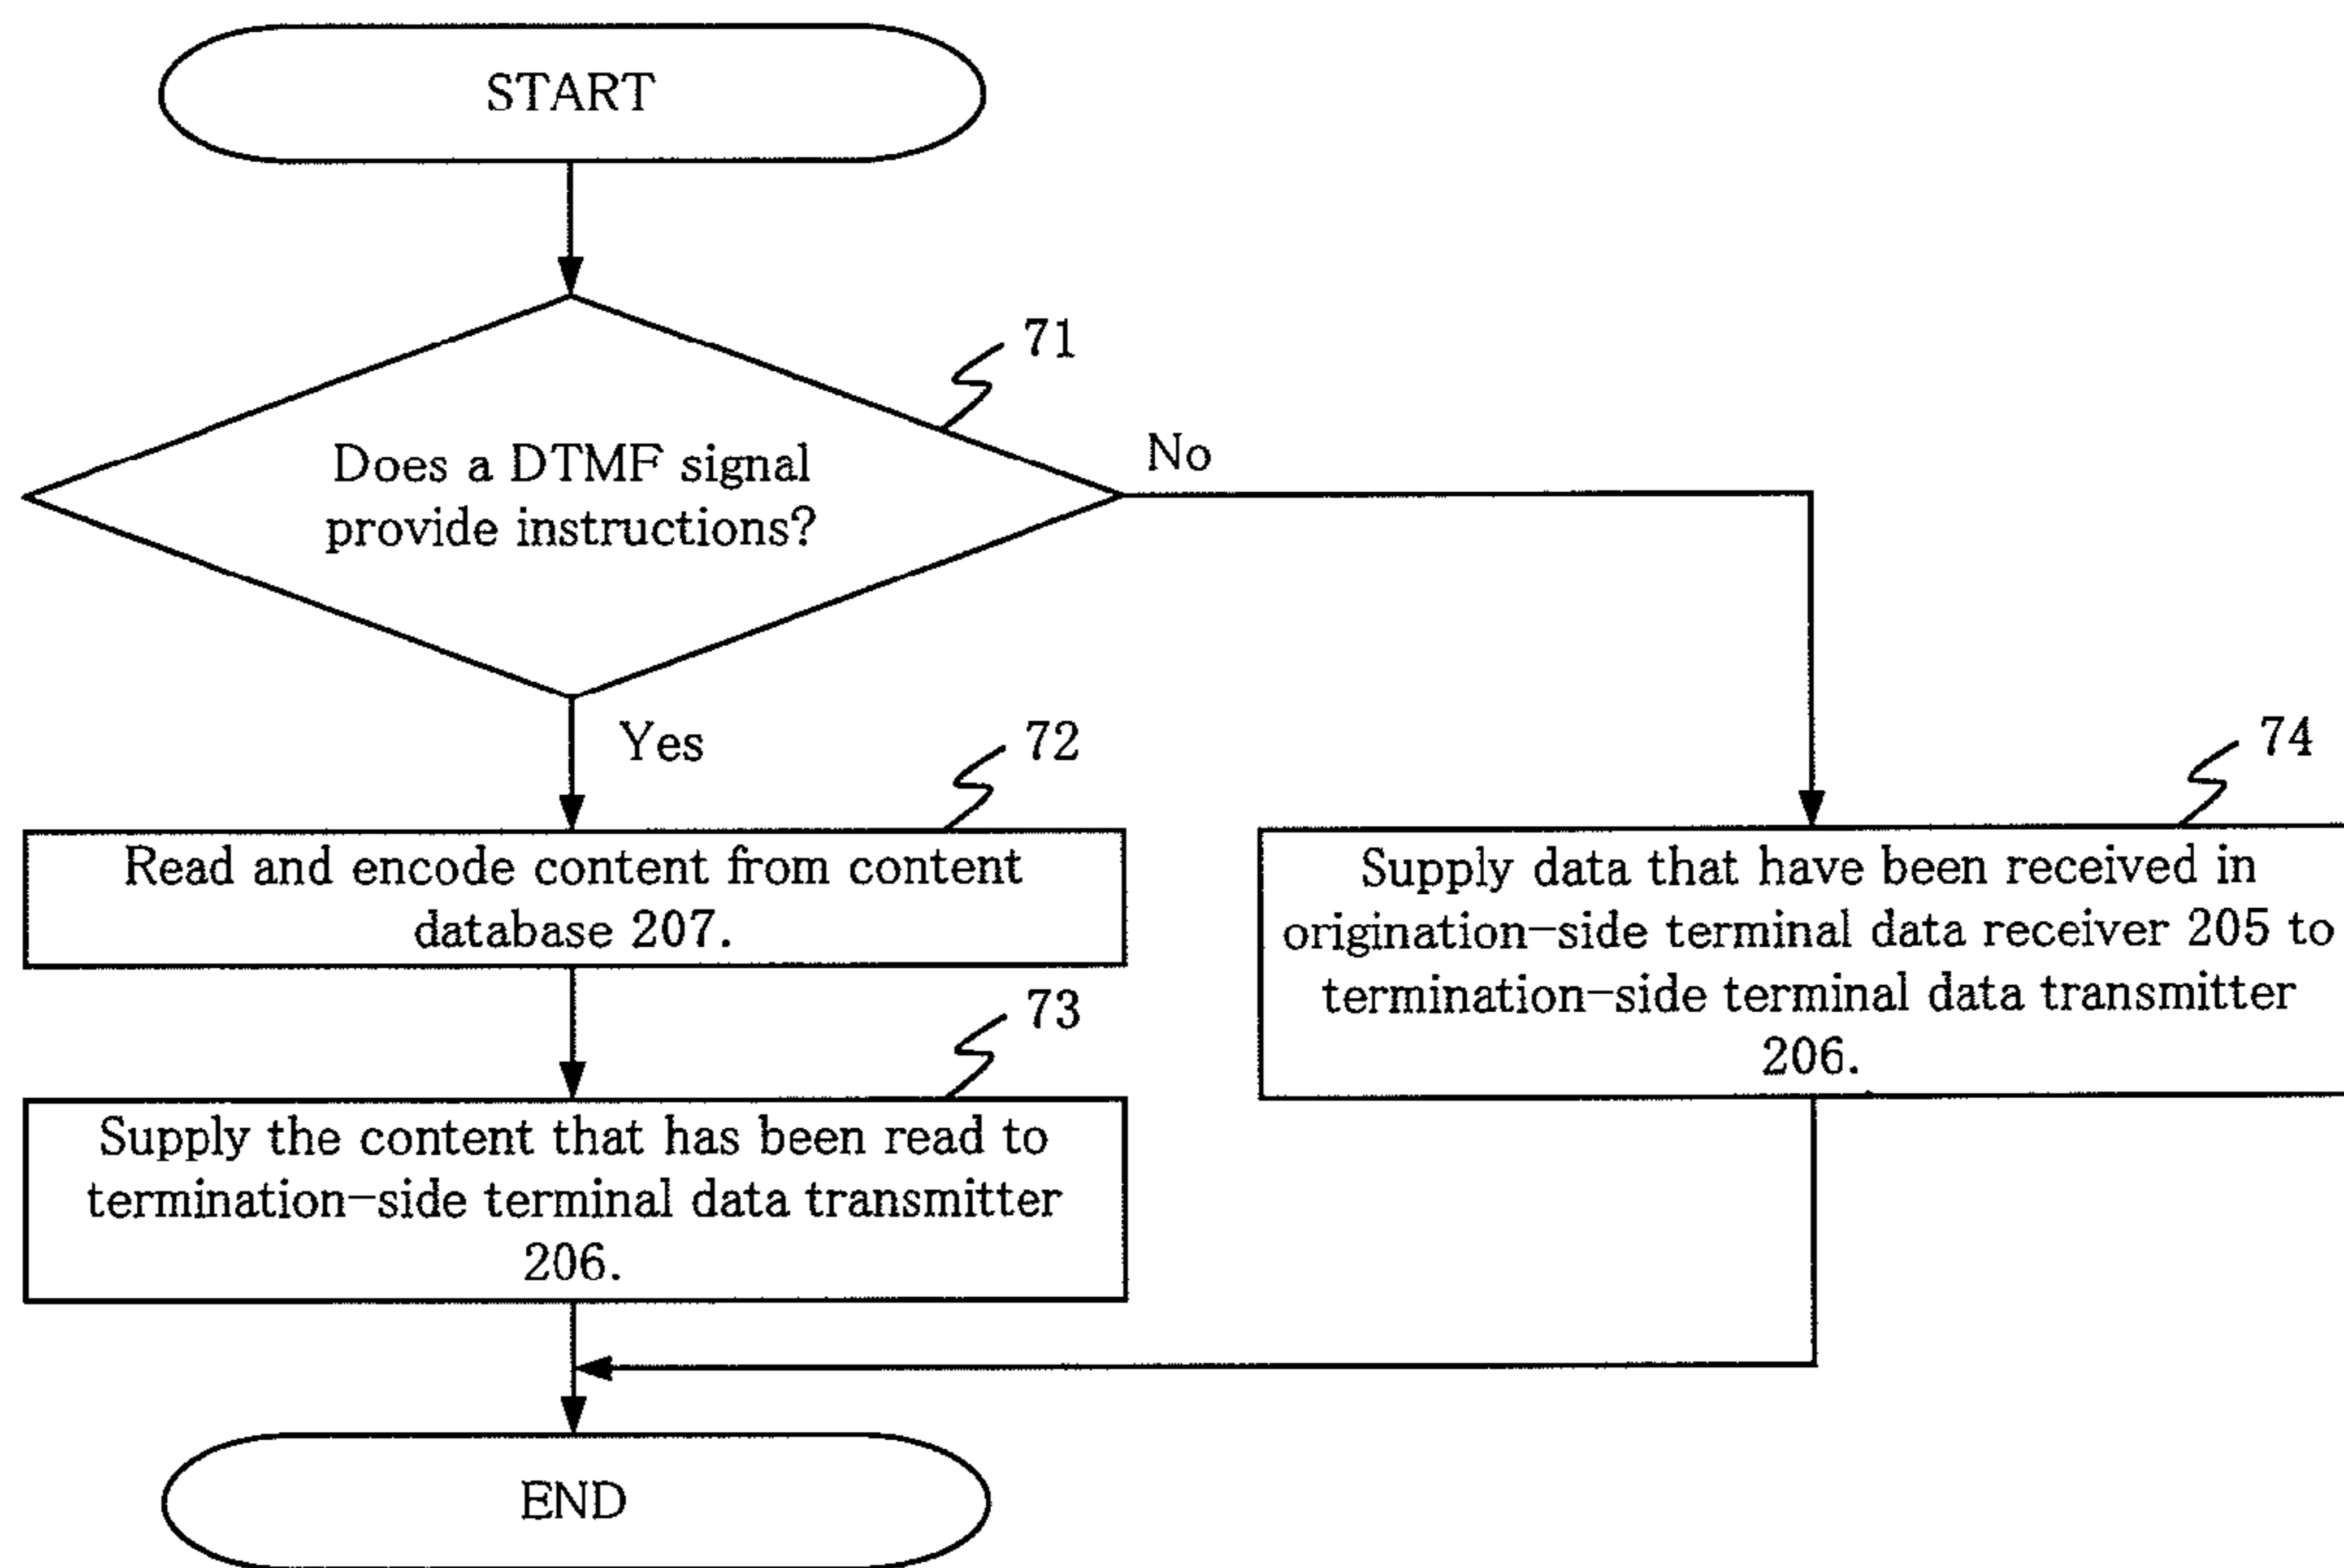 START
71
Does a DTMF signal
provide instructions?
No
Yes
72
Read and encode content from content
database 207.
74
Supply data that have been received in
origination-side terminal data receiver 205 to
termination-side terminal data transmitter
206.
73
Supply the content that has been read to
termination-side terminal data transmitter
206.
END